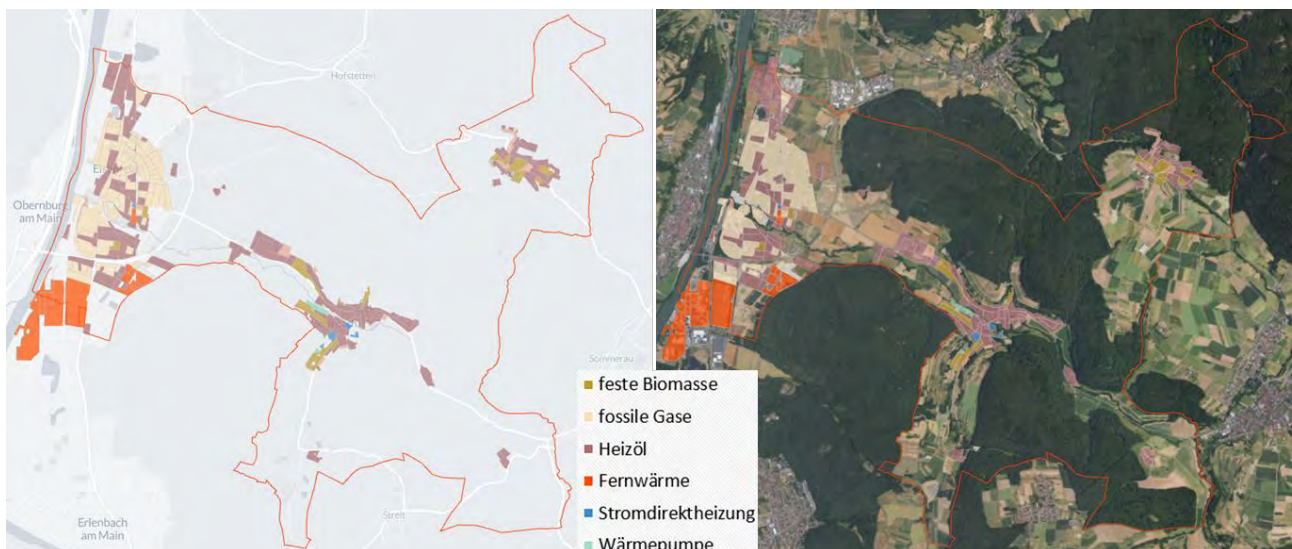 Hofstetten
Obernburg
am Main
Sommerau
Streit
Erlenbach
am Main
feste Biomasse
fossile Gase
Heizöl
Fernwärme
Stromdirektheizung
Wärmepumpe